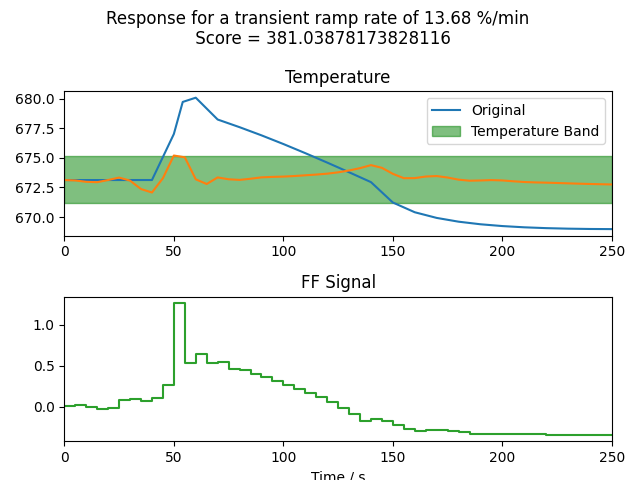 Response for a transient ramp rate of 13.68 %/min
Score = 381.03878173828116
Temperature
680.0
677.5
675.0
672.5
670.0
Original
Temperature Band
0
50
100
150
200
250
FF Signal
1.0
0.5
0.0
0
50
100
150
200
250
Time / s